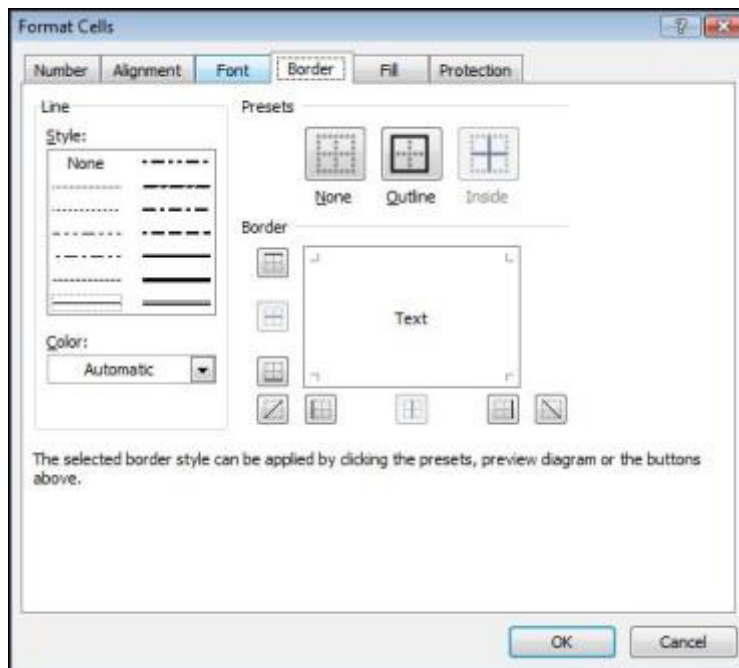 Format Cells
Number Alignment Font Border Fill Protection
Line
Style:
None
Color:
Automatic
Presets
None Outline Inside
Border
Text
The selected border style can be applied by clicking the presets, preview diagram or the buttons
above.
OK Cancel